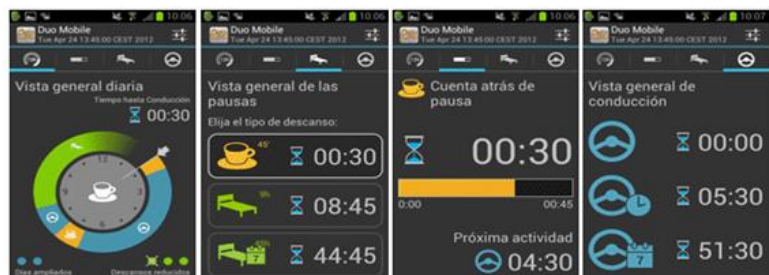 10:06
Duo Mobile
Tue Apr 24 13:45:00 CEST 2012
Vista general diaria
Tiempo hasta Conducción
00:30
12
3
6
9
Días ampliados
Descansos reducidos
10:06
Duo Mobile
Tue Apr 24 13:45:00 CEST 2012
Vista general de las
pausas
Elija el tipo de descanso:
45'
00:30
9h
08:45
45h
7
44:45
10:06
Duo Mobile
Tue Apr 24 13:45:00 CEST 2012
Cuenta atrás de
pausa
00:30
0:00
00:45
Próxima actividad
04:30
10:07
Duo Mobile
Tue Apr 24 13:45:00 CEST 2012
Vista general de
conducción
00:00
05:30
7
51:30